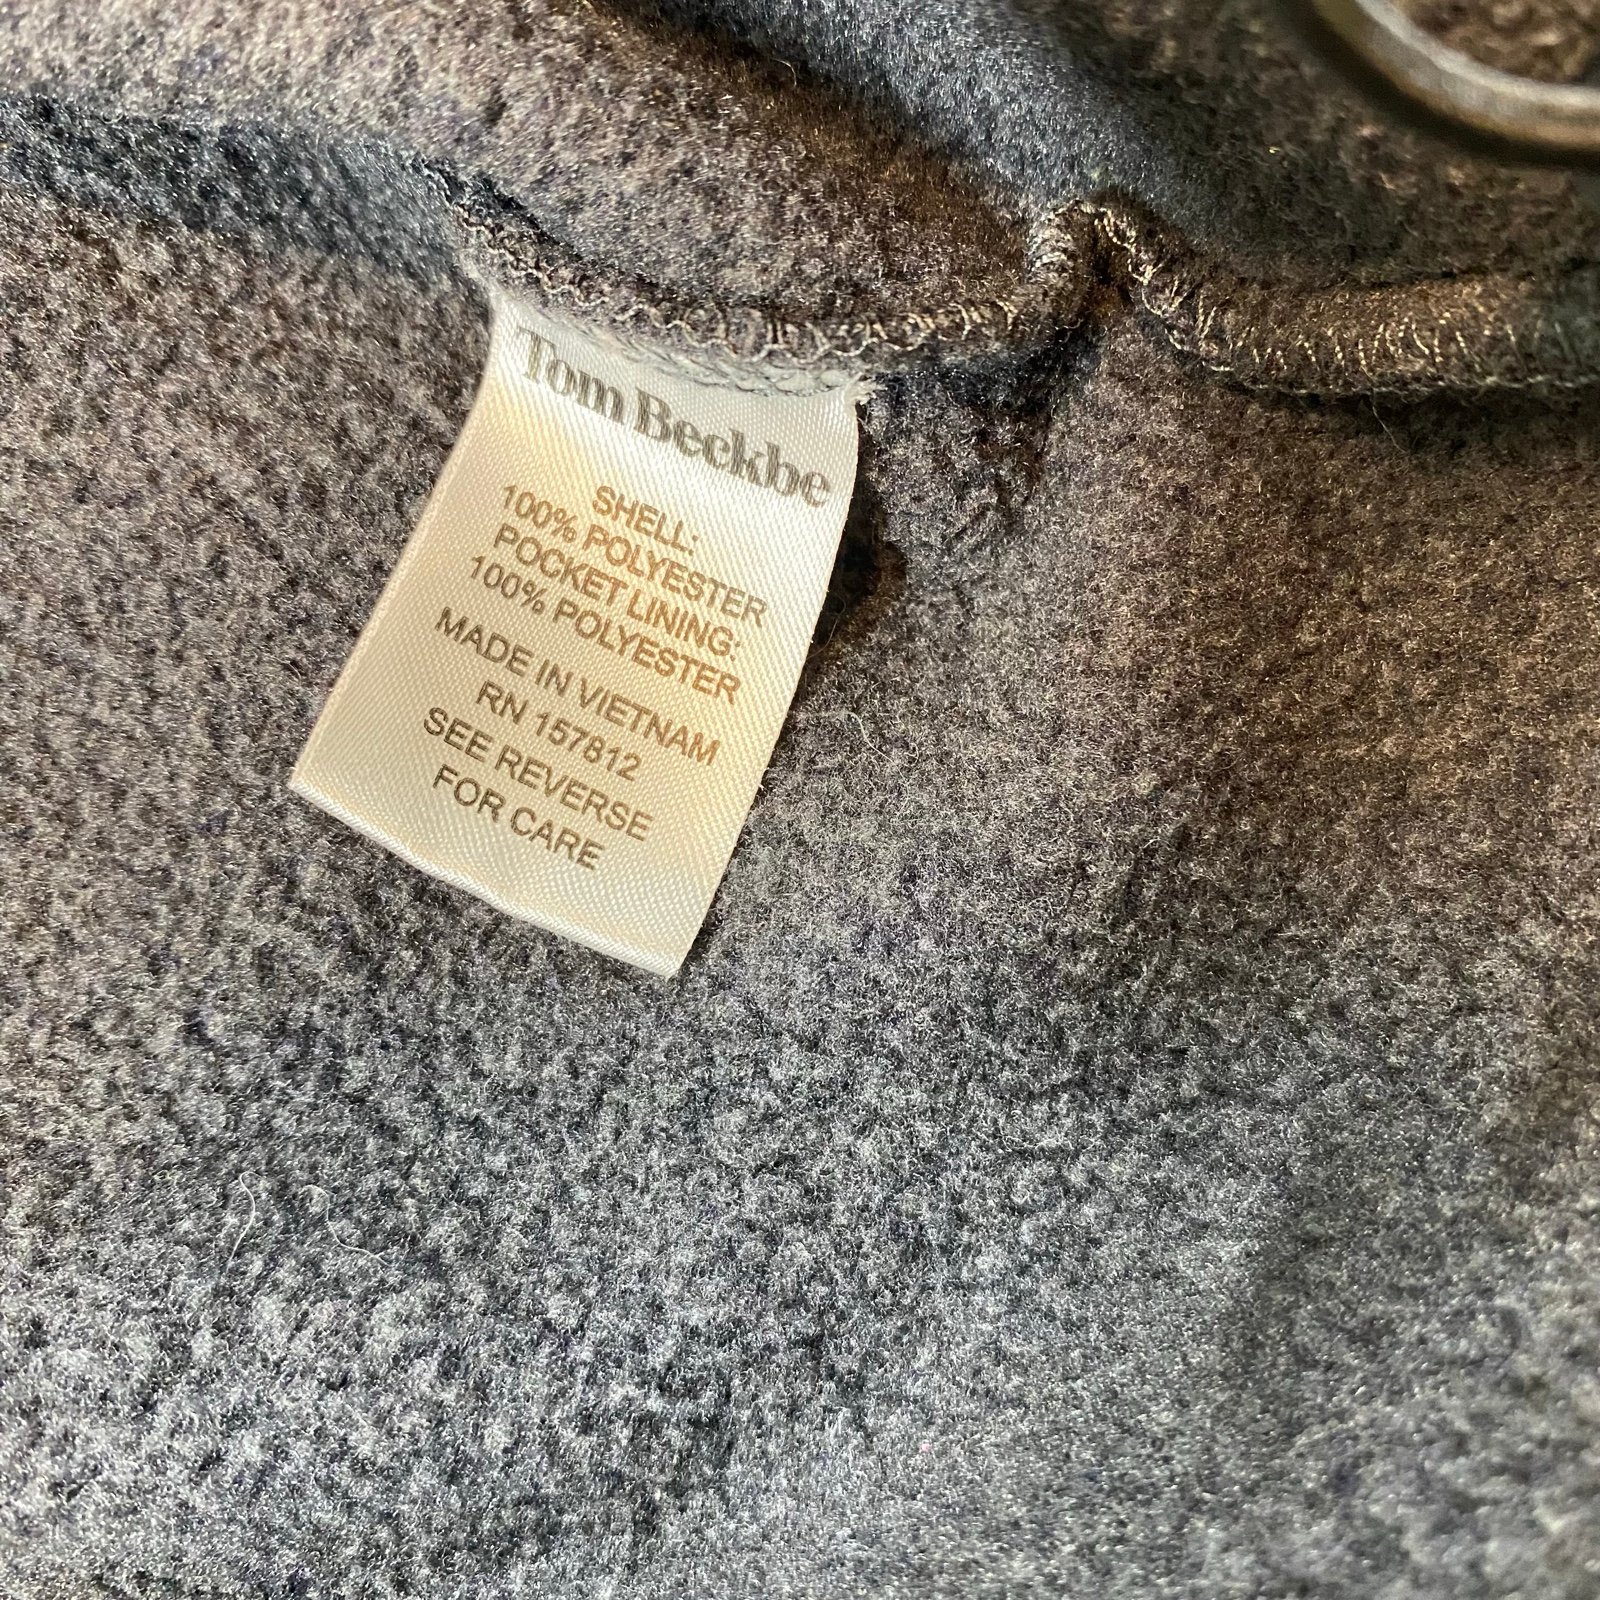 Tom Beckbe
SHELL:
100% POLYESTER
POCKET LINING:
100% POLYESTER
MADE IN VIETNAM
RN 157812
SEE REVERSE
FOR CARE